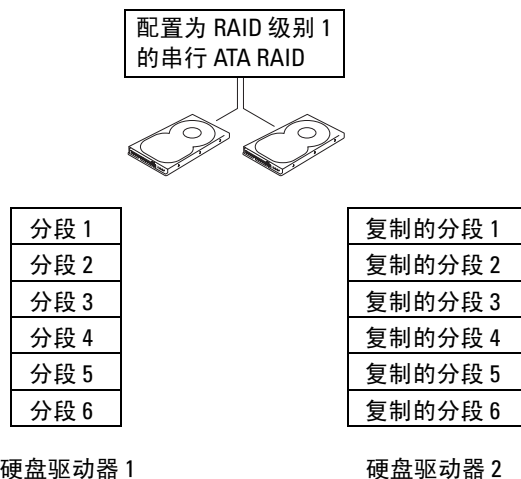 配置为 RAID 级别 1
的串行 ATA RAID
分段 1
复制的分段 1
分段 2
复制的分段 2
分段 3
复制的分段 3
分段 4
复制的分段 4
分段 5
复制的分段 5
分段 6
复制的分段 6
硬盘驱动器 1
硬盘驱动器 2